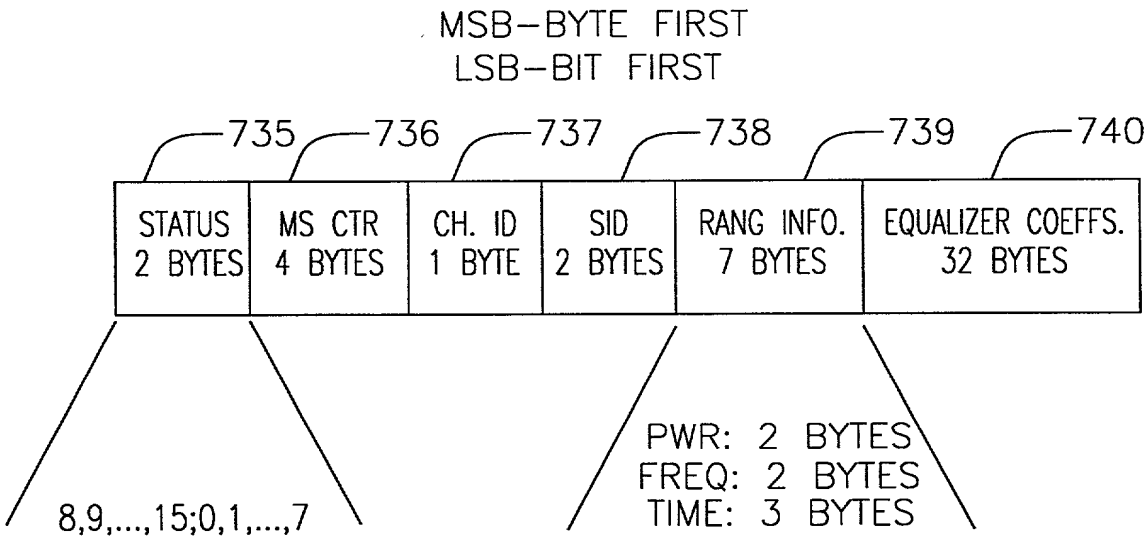 MSB-BYTE FIRST
LSB-BIT FIRST
735 736 737 738 739 740
STATUS
2 BYTES
MS CTR
4 BYTES
CH. ID
1 BYTE
SID
2 BYTES
RANG INFO.
7 BYTES
EQUALIZER COEFFS.
32 BYTES
8,9,...,15;0,1,...,7
PWR: 2 BYTES
FREQ: 2 BYTES
TIME: 3 BYTES